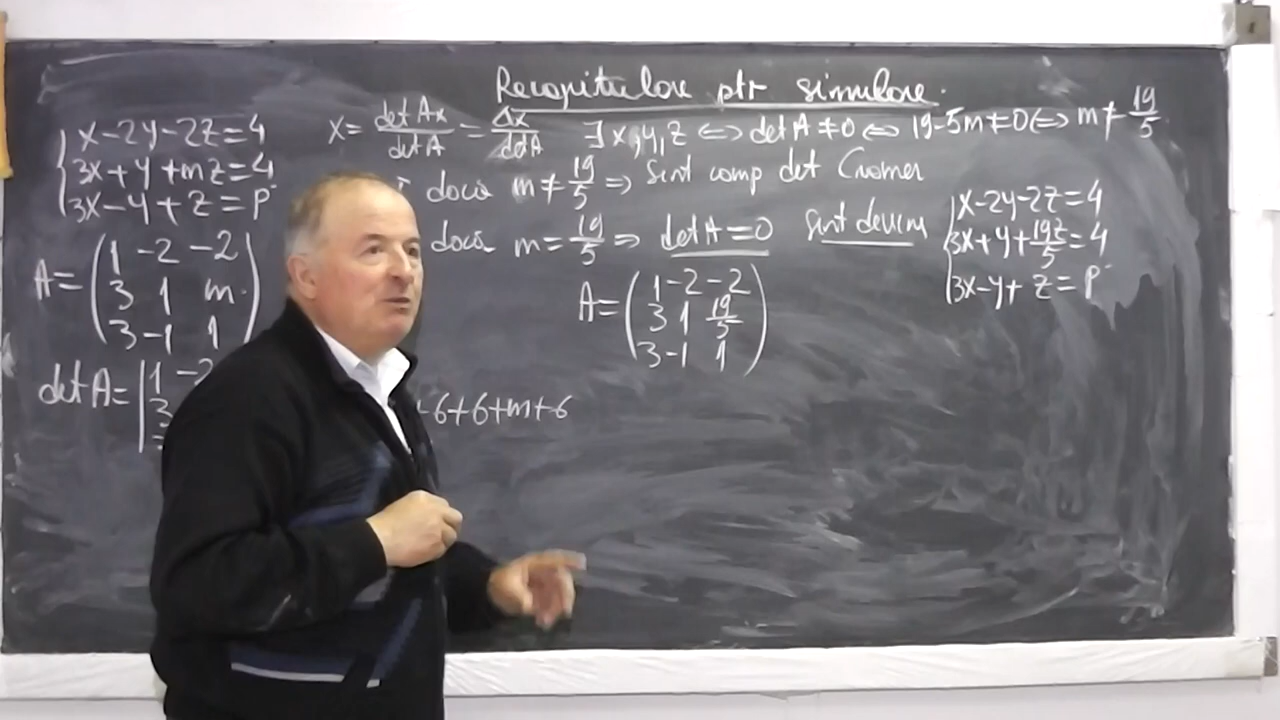 Recapitulare ptr simulare.
x-2y-2z=4
3x+y+mz=4
3x-y+z=p
A=(1 -2 -2
3 1 m
3 -1 1)
det A=|1 -2
3
+6+6+m+6
x= det Ax / det A = Δx / det A
∃ x,y,z ⇔ det A≠0 ⇔ 19-5m≠0 ⇔ m≠ 19/5
dacă m≠ 19/5 ⇒ Sist comp det Cramer
dacă m= 19/5 ⇒ det A=0 Sist devine
A=(1 -2 -2
3 1 19/5
3 -1 1)
x-2y-2z=4
3x+y+ 19z/5 =4
3x-y+ z=p